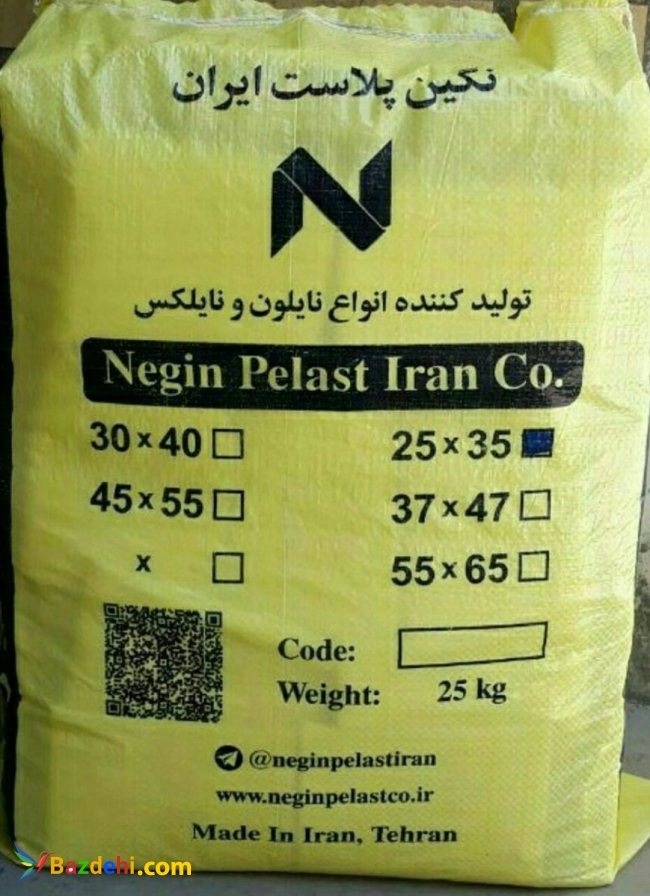 نگین پلاست ایران
N
تولید کننده انواع نایلون و نایلکس
Negin Pelast Iran Co.
30 x 40 25 x 35
45 x 55 37 x 47
x 55 x 65
Code:
Weight: 25 kg
@neginpelastiran
www.neginpelastco.ir
Made In Iran, Tehran
Bazdehi.com